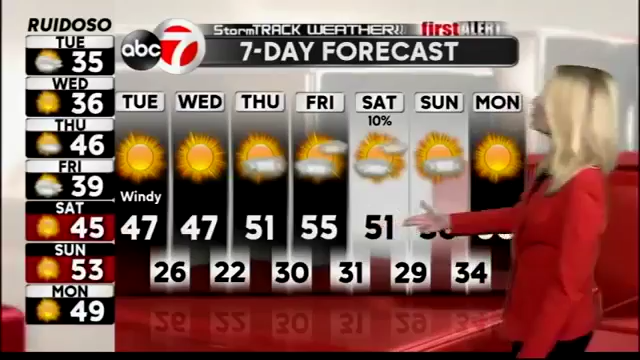 RUIDOSO
TUE
35
WED
36
THU
46
FRI
39
SAT
45
SUN
53
MON
49
abc 7
StormTRACK WEATHER
first ALERT
7-DAY FORECAST
TUE WED THU FRI SAT SUN MON
10%
Windy
47 47 51 55 51
26 22 30 31 29 34